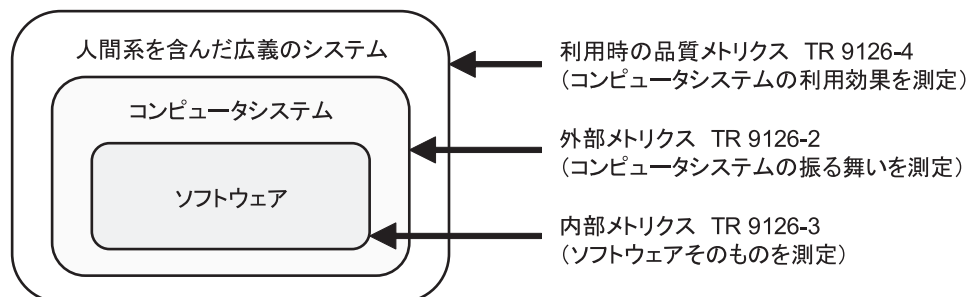 人間系を含んだ広義のシステム
コンピュータシステム
ソフトウェア
利用時の品質メトリクス TR 9126-4
(コンピュータシステムの利用効果を測定)
外部メトリクス TR 9126-2
(コンピュータシステムの振る舞いを測定)
内部メトリクス TR 9126-3
(ソフトウェアそのものを測定)